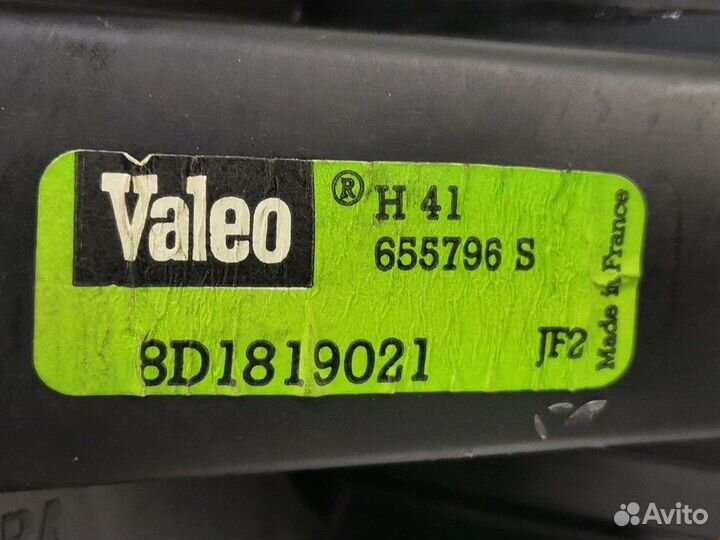 Valeo ® H 41
655796 S
8D1819021 JF2
Made in France
Avito